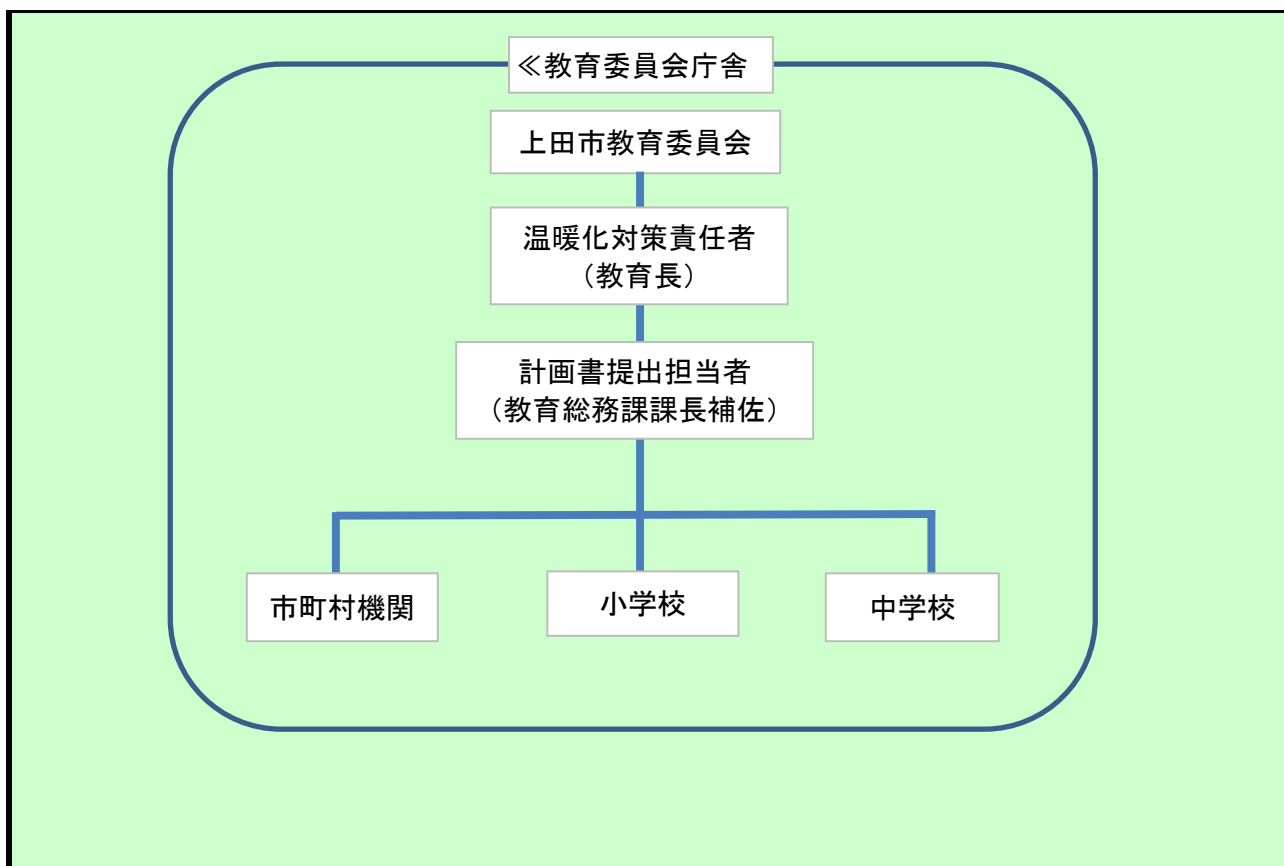 ≪教育委員会庁舎
上田市教育委員会
温暖化対策責任者
（教育長）
計画書提出担当者
（教育総務課課長補佐）
市町村機関
小学校
中学校